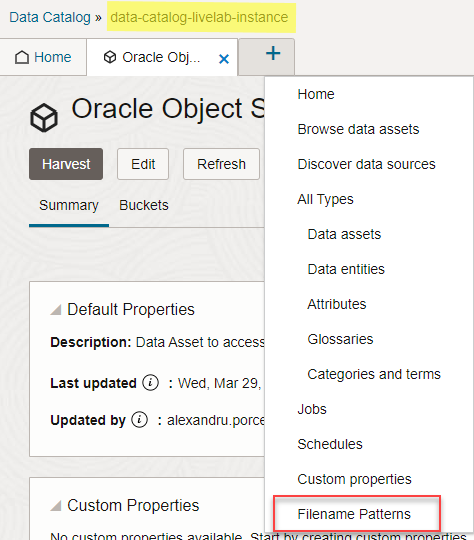 Data Catalog » data-catalog-livelab-instance
Home
Oracle Obj... ×
+
Oracle Object S
Harvest Edit Refresh
Summary Buckets
Default Properties
Description: Data Asset to access
Last updated i : Wed, Mar 29,
Updated by i : alexandru.porce
Custom Properties
No custom properties available. Start by creating custom properties
Home
Browse data assets
Discover data sources
All Types
Data assets
Data entities
Attributes
Glossaries
Categories and terms
Jobs
Schedules
Custom properties
Filename Patterns